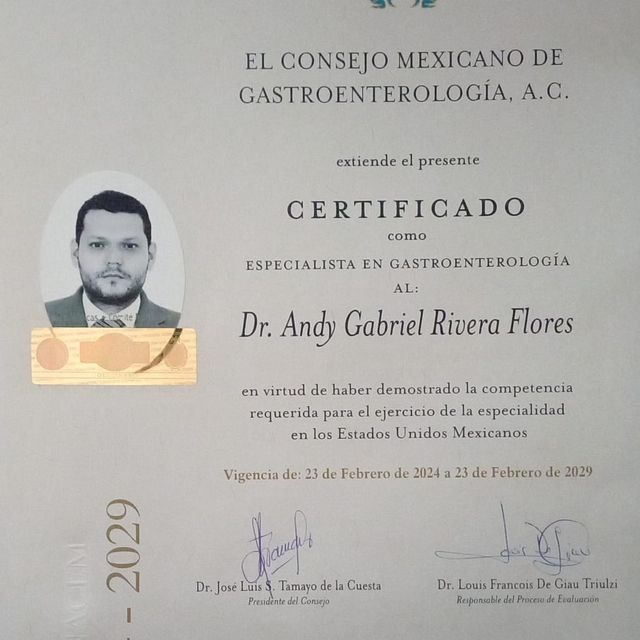 EL CONSEJO MEXICANO DE
GASTROENTEROLOGÍA, A.C.
extiende el presente
CERTIFICADO
como
ESPECIALISTA EN GASTROENTEROLOGÍA
AL:
Dr. Andy Gabriel Rivera Flores
en virtud de haber demostrado la competencia
requerida para el ejercicio de la especialidad
en los Estados Unidos Mexicanos
Vigencia de: 23 de Febrero de 2024 a 23 de Febrero de 2029
Dr. José Luis S. Tamayo de la Cuesta
Presidente del Consejo
Dr. Louis Francois De Giau Triulzi
Responsable del Proceso de Evaluación
- 2029